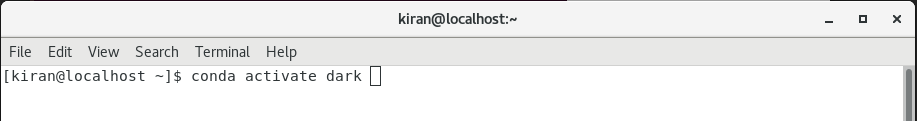 kiran@localhost:~
File Edit View Search Terminal Help
[kiran@localhost ~]$ conda activate dark